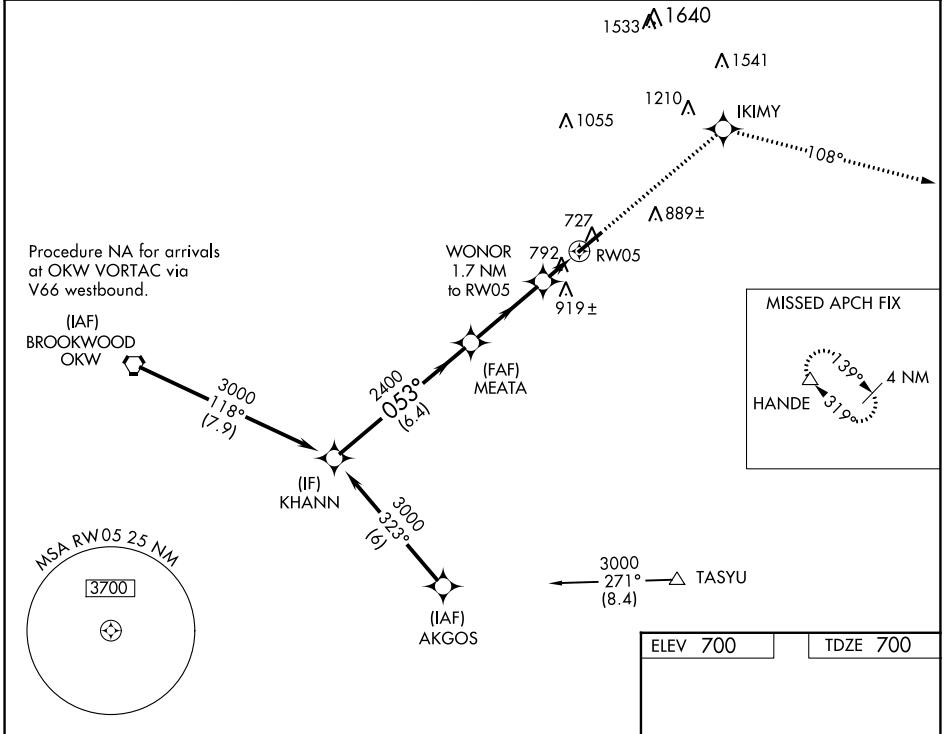 1533
1640
1541
1210
IKIMY
1055
108°
889±
727
RW05
792
919±
WONOR
1.7 NM
to RW05
Procedure NA for arrivals
at OKW VORTAC via
V66 westbound.
(IAF)
BROOKWOOD
OKW
3000
118°
(7.9)
2400
053°
(6.4)
(FAF)
MEATA
(IF)
KHANN
3000
323°
(6)
(IAF)
AKGOS
3000
271°
(8.4)
TASYU
MISSED APCH FIX
139°
4 NM
HANDE
319°
MSA RW05 25 NM
3700
ELEV 700
TDZE 700